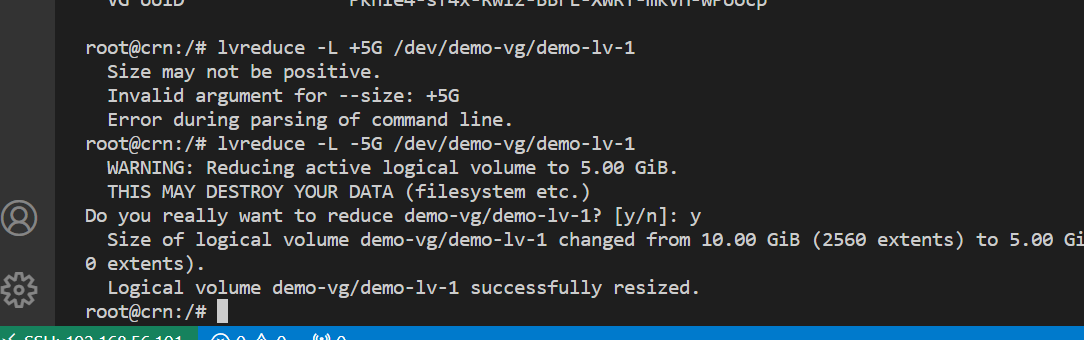 root@crn:/# lvreduce -L +5G /dev/demo-vg/demo-lv-1
Size may not be positive.
Invalid argument for --size: +5G
Error during parsing of command line.
root@crn:/# lvreduce -L -5G /dev/demo-vg/demo-lv-1
WARNING: Reducing active logical volume to 5.00 GiB.
THIS MAY DESTROY YOUR DATA (filesystem etc.)
Do you really want to reduce demo-vg/demo-lv-1? [y/n]: y
Size of logical volume demo-vg/demo-lv-1 changed from 10.00 GiB (2560 extents) to 5.00 Gi
0 extents).
Logical volume demo-vg/demo-lv-1 successfully resized.
root@crn:/#
SSH: 192.168.56.101 0 0 0